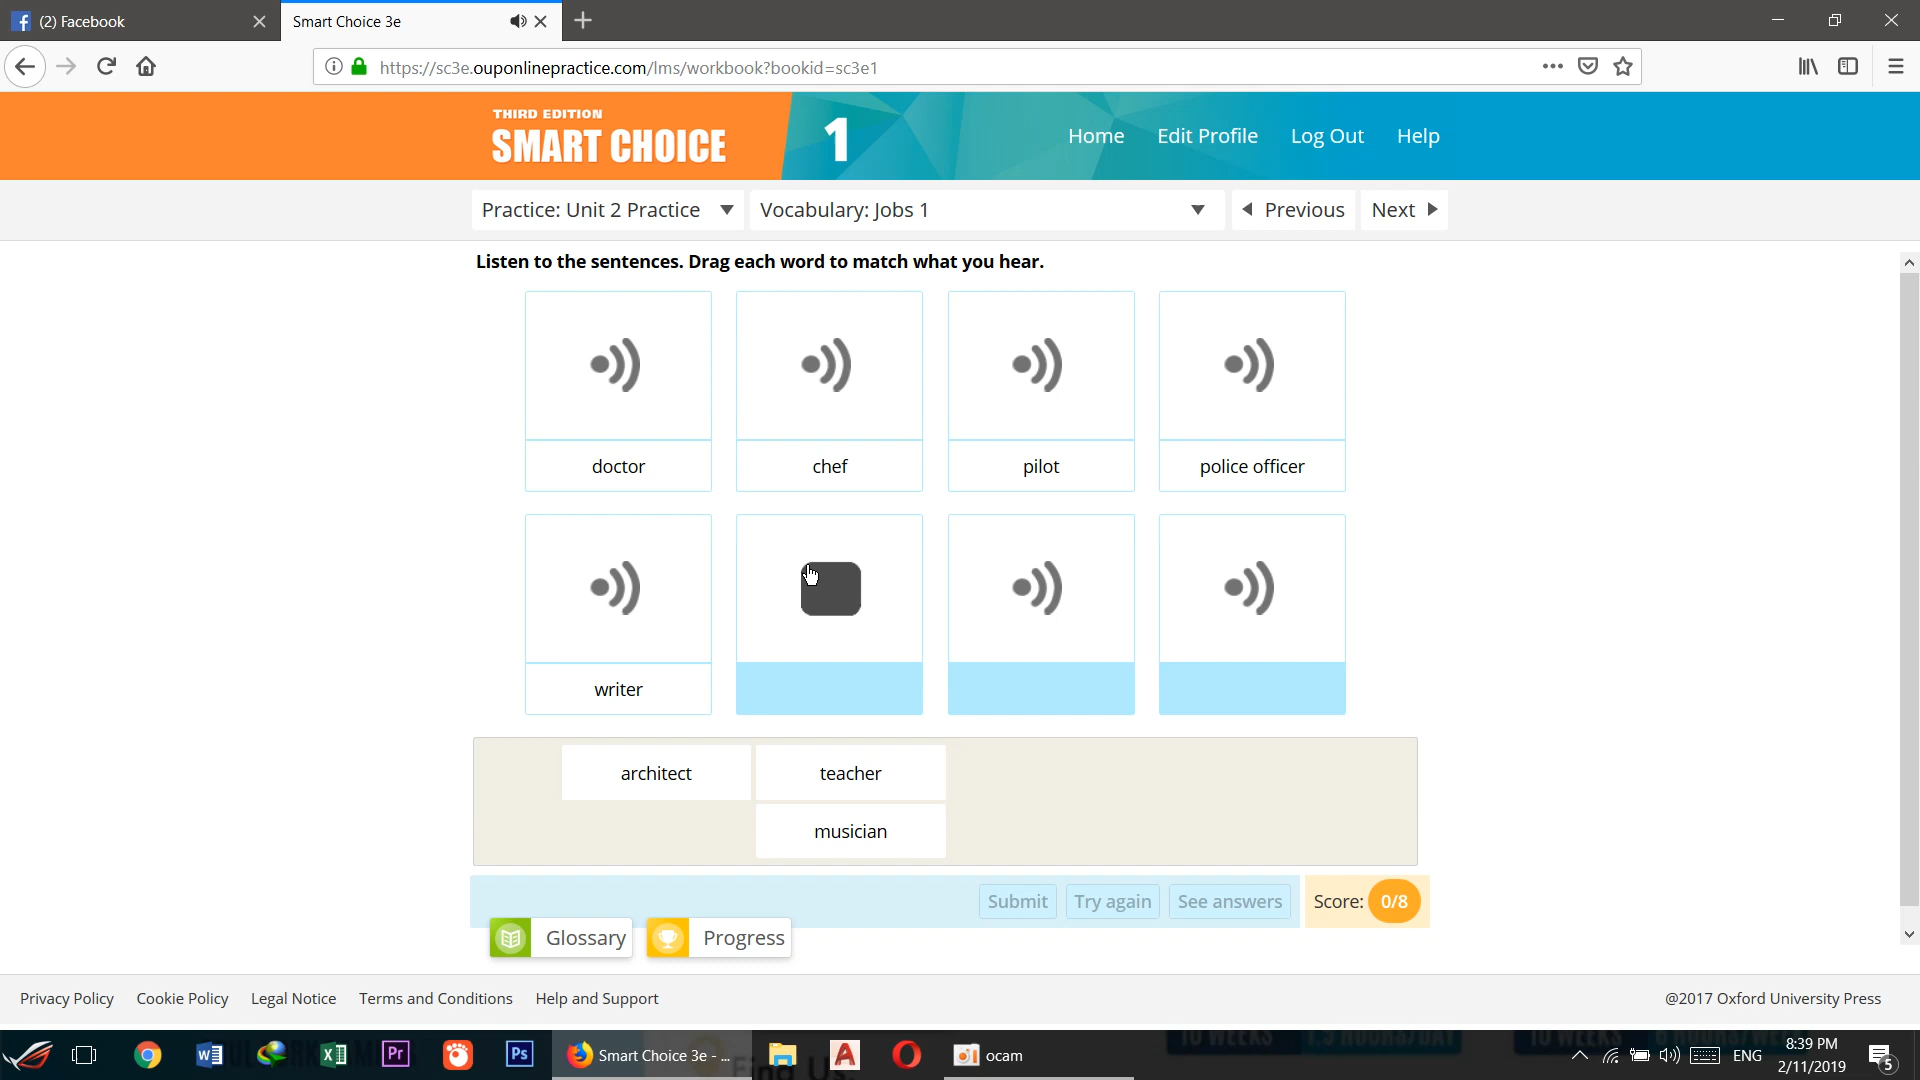 (2) Facebook
Smart Choice 3e
https://sc3e.ouponlinepractice.com/lms/workbook?bookid=sc3e1
THIRD EDITION
SMART CHOICE
1
Home Edit Profile Log Out Help
Practice: Unit 2 Practice
Vocabulary: Jobs 1
Previous
Next
Listen to the sentences. Drag each word to match what you hear.
doctor chef pilot police officer
writer
architect teacher
musician
Submit Try again See answers
Score: 0/8
Glossary Progress
Privacy Policy Cookie Policy Legal Notice Terms and Conditions Help and Support
@2017 Oxford University Press
Smart Choice 3e - ...
ocam
ENG
8:39 PM
2/11/2019
5